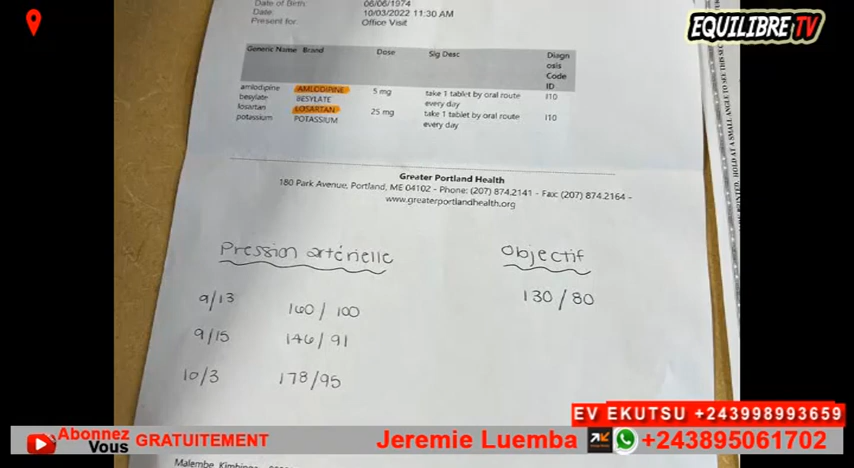 EQUILIBRE TV
Date of Birth 06/06/1974
Date: 10/03/2022 11:30 AM
Present for: Office Visit
Generic Name Brand Dose Sig Desc Diagn
osis
Code
ID
amlodipine AMLODIPINE 5 mg take 1 tablet by oral route I10
besylate BESYLATE every day
losartan LOSARTAN 25 mg take 1 tablet by oral route I10
potassium POTASSIUM every day
Greater Portland Health
180 Park Avenue, Portland, ME 04102 - Phone: (207) 874.2141 - Fax: (207) 874.2164 -
www.greaterportlandhealth.org
Pression artérielle Objectif
9/13 160 / 100 130 / 80
9/15 146 / 91
10/3 178/95
EV EKUTSU +243998993659
Abonnez
Vous GRATUITEMENT Jeremie Luemba +243895061702
Malembe